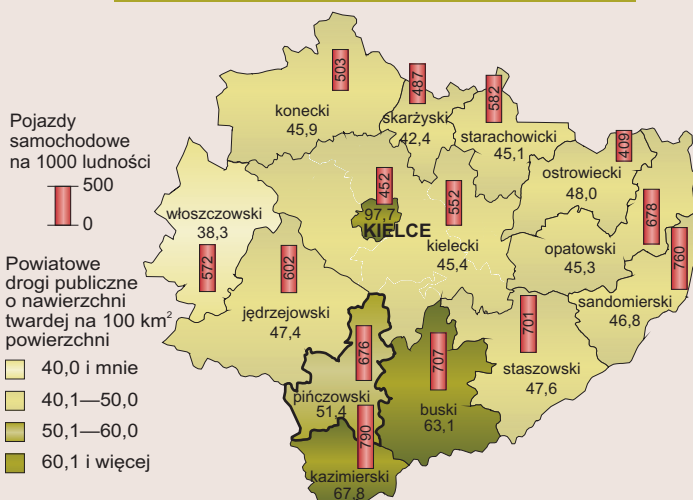 Pojazdy
samochodowe
na 1000 ludności
500
0
Powiatowe
drogi publiczne
o nawierzchni
twardej na 100 km²
powierzchni
40,0 i mnie
40,1—50,0
50,1—60,0
60,1 i więcej
503
konecki
45,9
487
skarżyski
42,4
582
starachowicki
45,1
409
ostrowiecki
48,0
włoszczowski
38,3
572
452
97,7
KIELCE
552
kielecki
45,4
678
opatowski
45,3
760
sandomierski
46,8
602
jędrzejowski
47,4
701
staszowski
47,6
676
pińczowski
51,4
707
buski
63,1
790
kazimierski
67,8